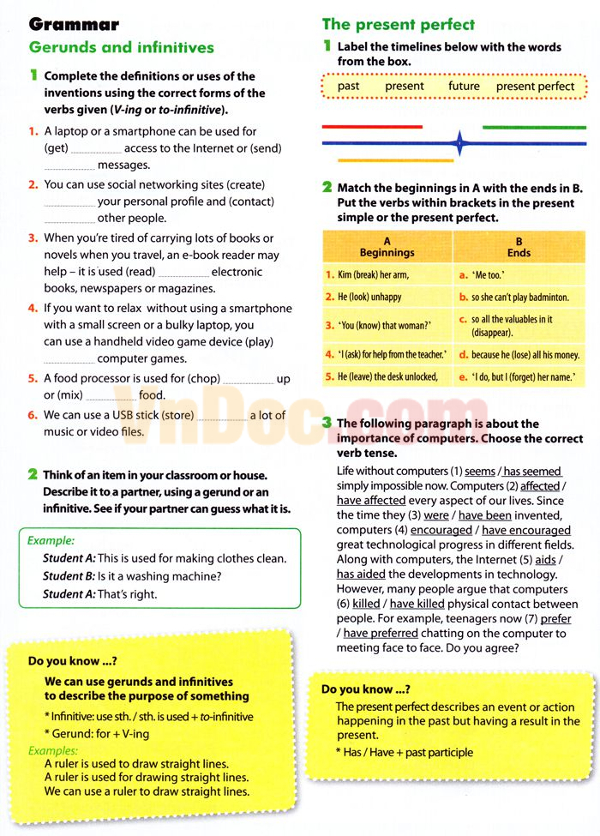 Grammar
Gerunds and infinitives
1 Complete the definitions or uses of the
inventions using the correct forms of the
verbs given (V-ing or to-infinitive).
1. A laptop or a smartphone can be used for
(get) __________ access to the Internet or (send)
__________ messages.
2. You can use social networking sites (create)
__________ your personal profile and (contact)
__________ other people.
3. When you're tired of carrying lots of books or
novels when you travel, an e-book reader may
help – it is used (read) __________ electronic
books, newspapers or magazines.
4. If you want to relax without using a smartphone
with a small screen or a bulky laptop, you
can use a handheld video game device (play)
__________ computer games.
5. A food processor is used for (chop) __________ up
or (mix) __________ food.
6. We can use a USB stick (store) __________ a lot of
music or video files.
2 Think of an item in your classroom or house.
Describe it to a partner, using a gerund or an
infinitive. See if your partner can guess what it is.
Example:
Student A: This is used for making clothes clean.
Student B: Is it a washing machine?
Student A: That's right.
Do you know ...?
We can use gerunds and infinitives
to describe the purpose of something
* Infinitive: use sth. / sth. is used + to-infinitive
* Gerund: for + V-ing
Examples:
A ruler is used to draw straight lines.
A ruler is used for drawing straight lines.
We can use a ruler to draw straight lines.
The present perfect
1 Label the timelines below with the words
from the box.
past present future present perfect
2 Match the beginnings in A with the ends in B.
Put the verbs within brackets in the present
simple or the present perfect.
A
Beginnings
B
Ends
1. Kim (break) her arm,
a. 'Me too.'
2. He (look) unhappy
b. so she can't play badminton.
3. 'You (know) that woman?'
c. so all the valuables in it
(disappear).
4. 'I (ask) for help from the teacher.'
d. because he (lose) all his money.
5. He (leave) the desk unlocked,
e. 'I do, but I (forget) her name.'
3 The following paragraph is about the
importance of computers. Choose the correct
verb tense.
Life without computers (1) seems / has seemed
simply impossible now. Computers (2) affected /
have affected every aspect of our lives. Since
the time they (3) were / have been invented,
computers (4) encouraged / have encouraged
great technological progress in different fields.
Along with computers, the Internet (5) aids /
has aided the developments in technology.
However, many people argue that computers
(6) killed / have killed physical contact between
people. For example, teenagers now (7) prefer
/ have preferred chatting on the computer to
meeting face to face. Do you agree?
Do you know ...?
The present perfect describes an event or action
happening in the past but having a result in the
present.
* Has / Have + past participle
VnDoc.com